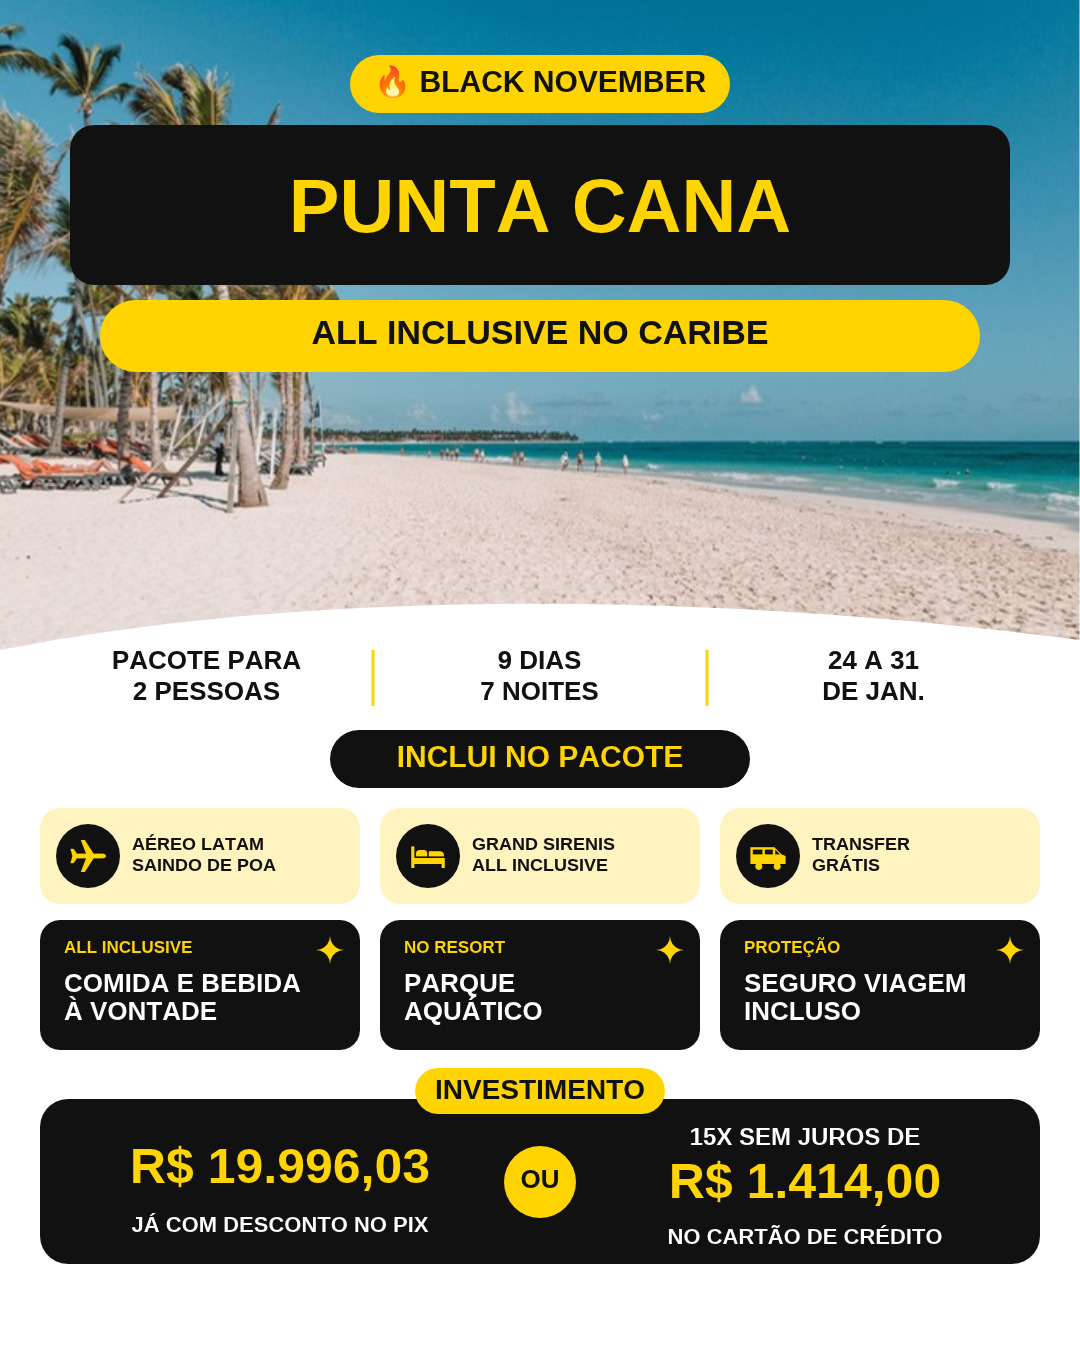 🔥 BLACK NOVEMBER
PUNTA CANA
ALL INCLUSIVE NO CARIBE
PACOTE PARA
2 PESSOAS
9 DIAS
7 NOITES
24 A 31
DE JAN.
INCLUI NO PACOTE
AÉREO LATAM
SAINDO DE POA
GRAND SIRENIS
ALL INCLUSIVE
TRANSFER
GRÁTIS
ALL INCLUSIVE
COMIDA E BEBIDA
À VONTADE
NO RESORT
PARQUE
AQUÁTICO
PROTEÇÃO
SEGURO VIAGEM
INCLUSO
INVESTIMENTO
R$ 19.996,03
JÁ COM DESCONTO NO PIX
OU
15X SEM JUROS DE
R$ 1.414,00
NO CARTÃO DE CRÉDITO